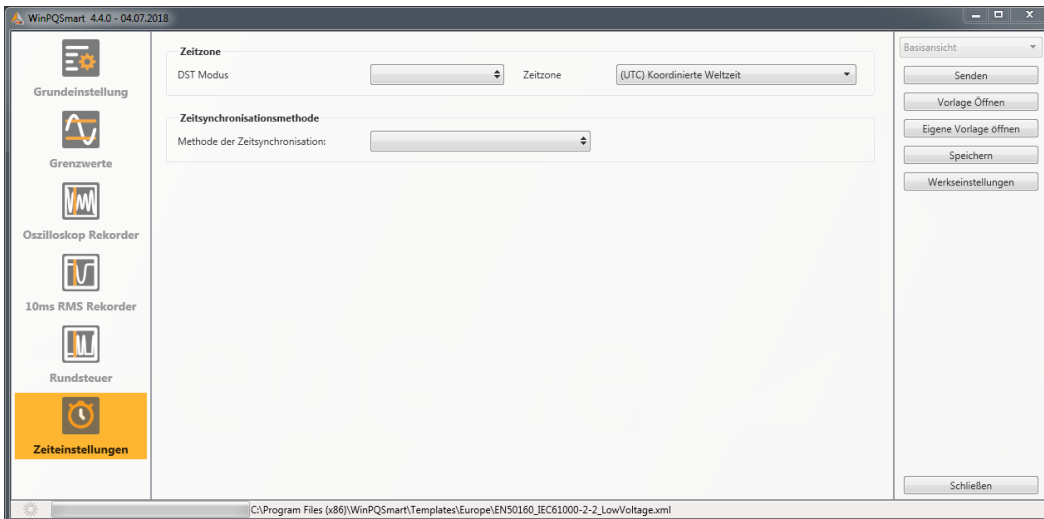 WinPQSmart 4.4.0 - 04.07.2018
Grundeinstellung
Grenzwerte
Oszilloskop Rekorder
10ms RMS Rekorder
Rundsteuer
Zeiteinstellungen
Zeitzone
DST Modus
Zeitzone
(UTC) Koordinierte Weltzeit
Zeitsynchronisationsmethode
Methode der Zeitsynchronisation:
Basisansicht
Senden
Vorlage Öffnen
Eigene Vorlage öffnen
Speichern
Werkseinstellungen
Schließen
C:\Program Files (x86)\WinPQSmart\Templates\Europe\EN50160_IEC61000-2-2_LowVoltage.xml